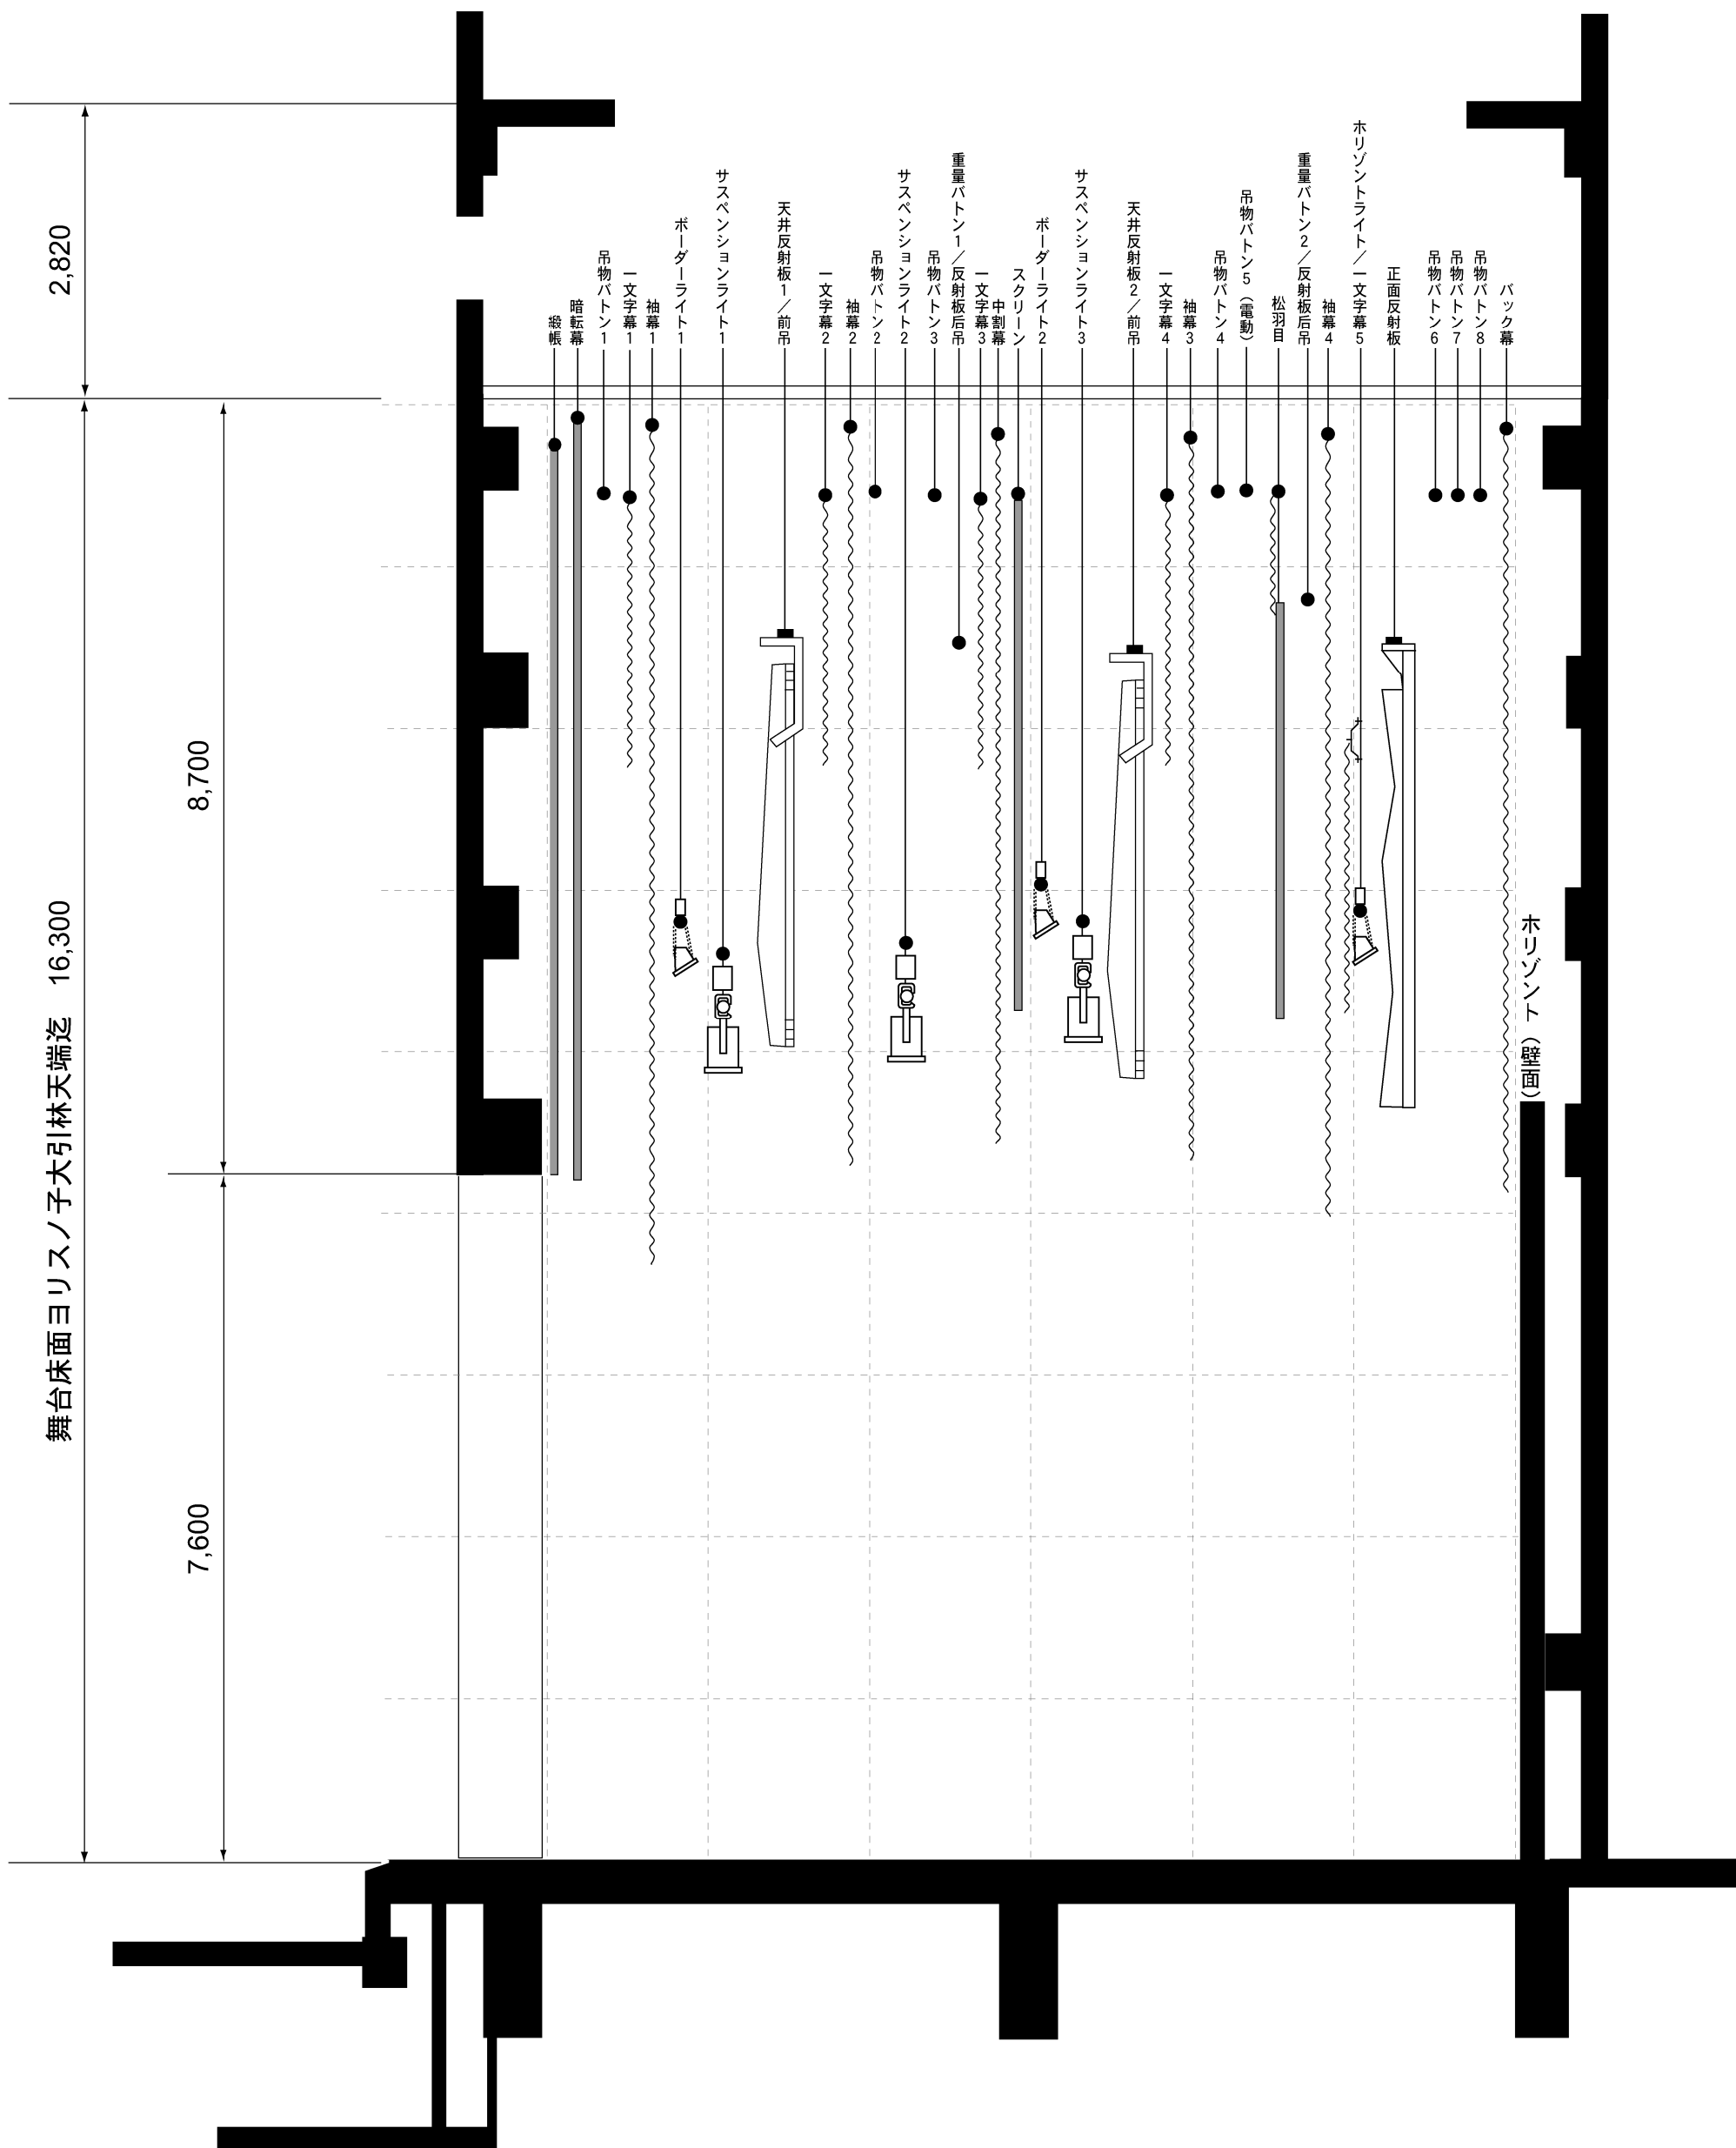 2,820
舞台床面ヨリスノ子大引林天端迄 16,300
8,700
7,600
緞帳
暗転幕
吊物バトン1
一文字幕1
袖幕1
ボーダーライト1
サスペンションライト1
天井反射板1／前吊
一文字幕2
袖幕2
吊物バトン2
サスペンションライト2
吊物バトン3
重量バトン1／反射板后吊
一文字幕3
中割幕
スクリーン
ボーダーライト2
サスペンションライト3
天井反射板2／前吊
一文字幕4
袖幕3
吊物バトン4
吊物バトン5（電動）
松羽目
重量バトン2／反射板后吊
袖幕4
ホリゾントライト／一文字幕5
正面反射板
吊物バトン6
吊物バトン7
吊物バトン8
バック幕
ホリゾント（壁面）